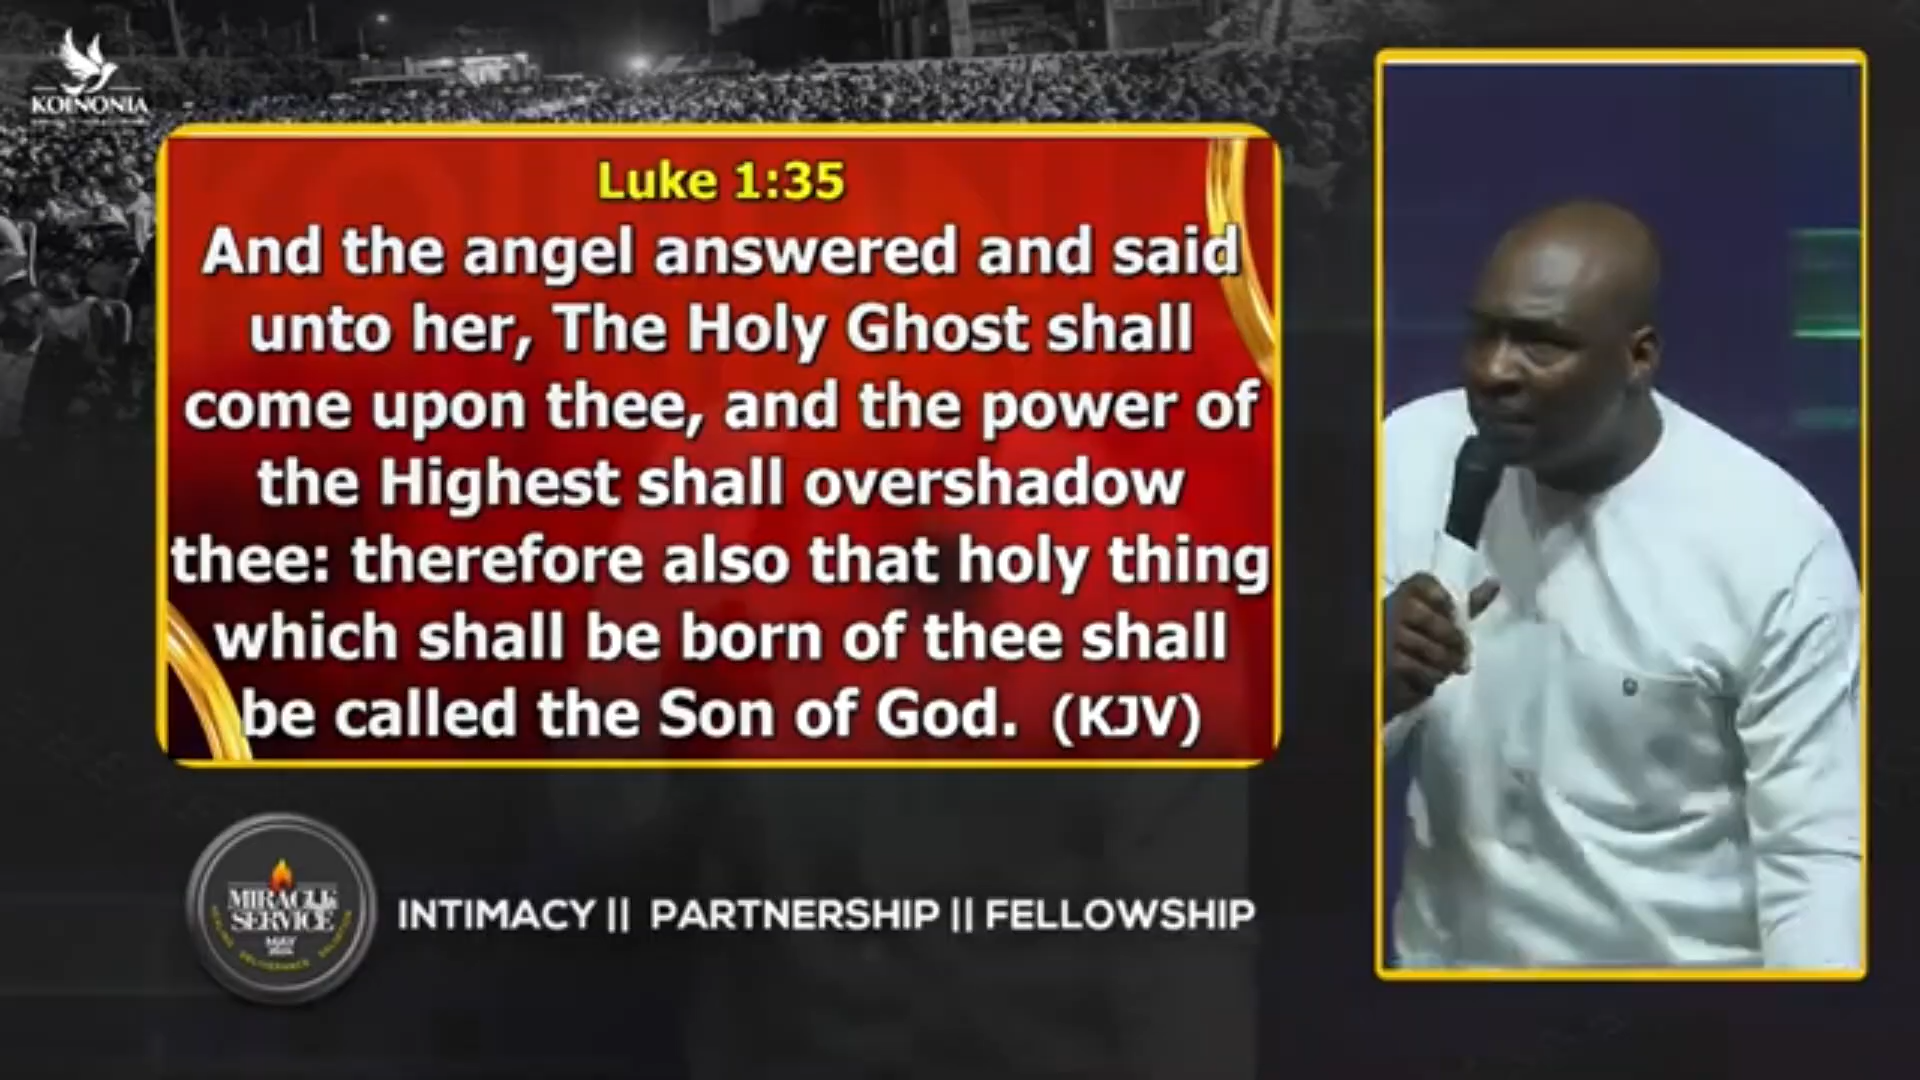 KOINONIA
Luke 1:35
And the angel answered and said
unto her, The Holy Ghost shall
come upon thee, and the power of
the Highest shall overshadow
thee: therefore also that holy thing
which shall be born of thee shall
be called the Son of God. (KJV)
MIRACLE
SERVICE
MAY
DELIVERANCE
INTIMACY || PARTNERSHIP || FELLOWSHIP